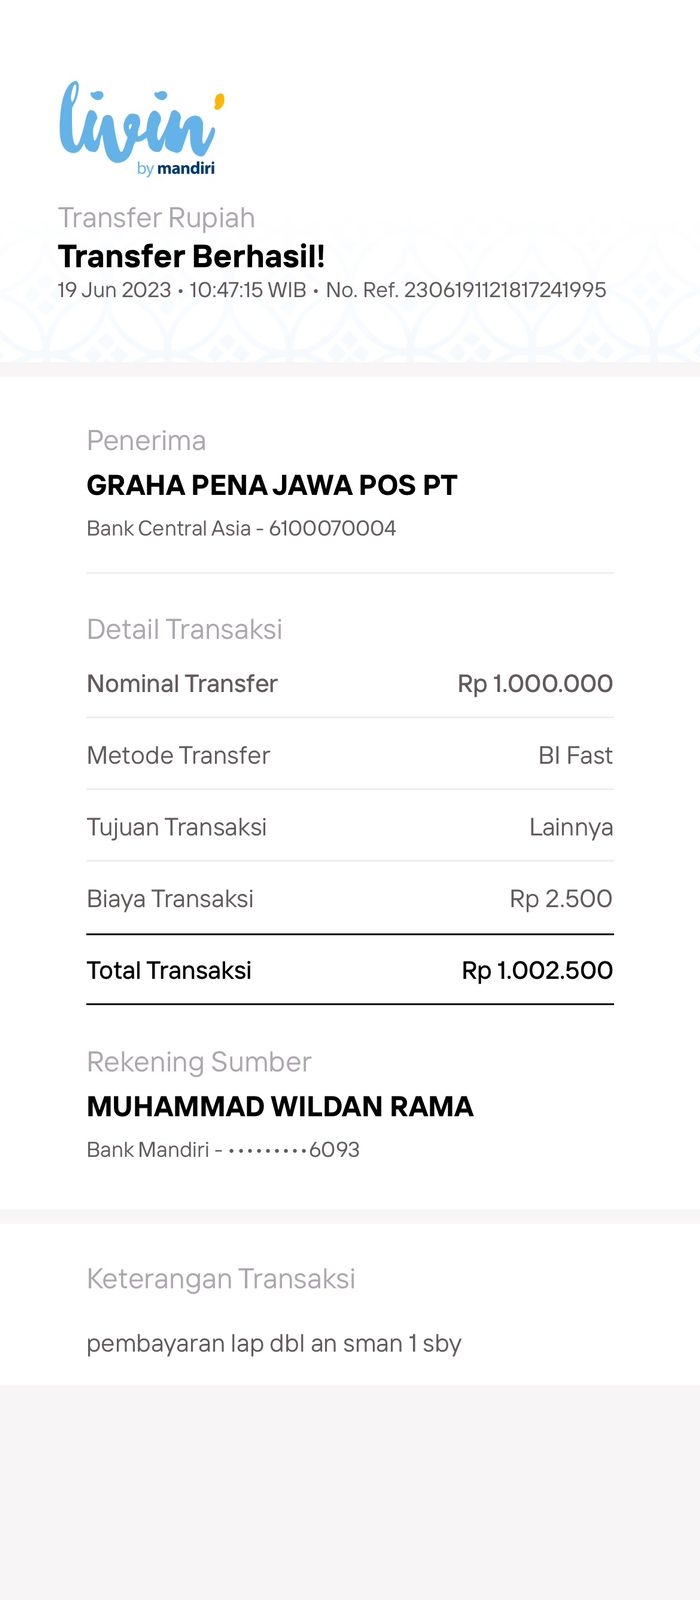 livin'
by mandiri
Transfer Rupiah
Transfer Berhasil!
19 Jun 2023 • 10:47:15 WIB • No. Ref. 2306191121817241995
Penerima
GRAHA PENA JAWA POS PT
Bank Central Asia - 6100070004
Detail Transaksi
Nominal Transfer Rp 1.000.000
Metode Transfer BI Fast
Tujuan Transaksi Lainnya
Biaya Transaksi Rp 2.500
Total Transaksi Rp 1.002.500
Rekening Sumber
MUHAMMAD WILDAN RAMA
Bank Mandiri - •••••••••6093
Keterangan Transaksi
pembayaran lap dbl an sman 1 sby